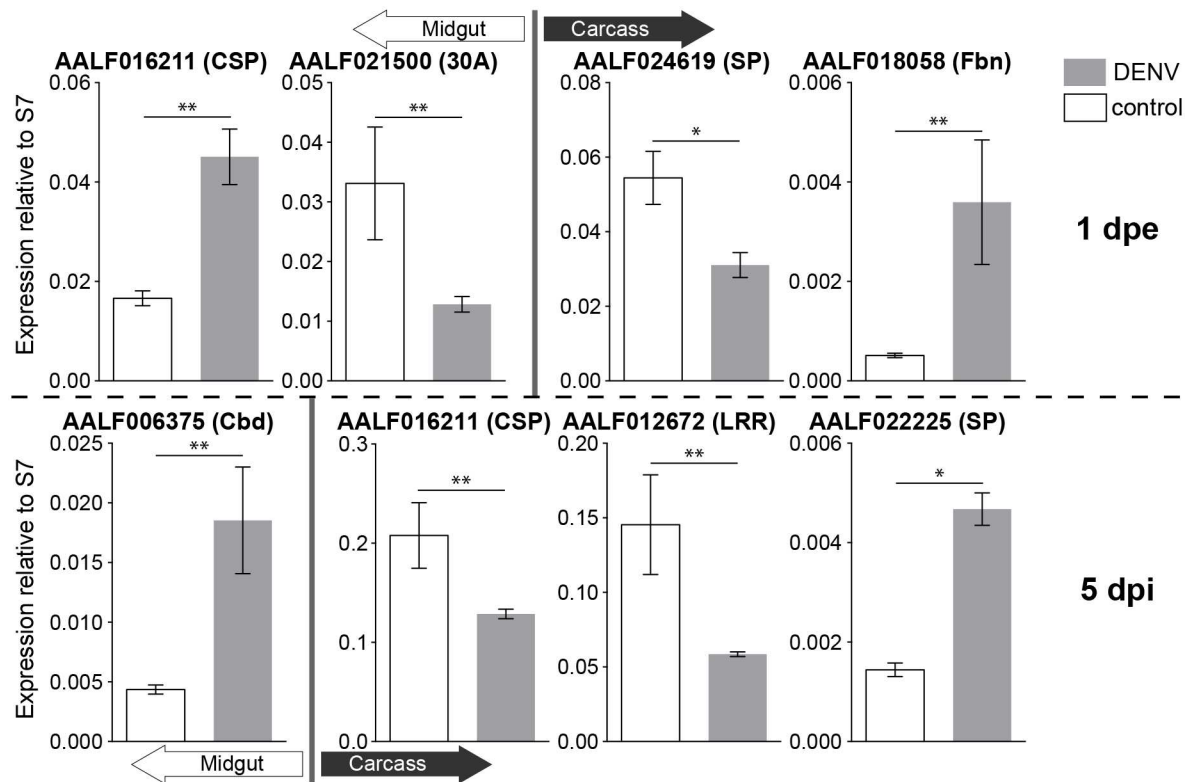 Midgut
Carcass
AALF016211 (CSP)
AALF021500 (30A)
AALF024619 (SP)
AALF018058 (Fbn)
DENV
control
Expression relative to S7
0.06
0.04
0.02
0.00
**
0.05
0.04
0.03
0.02
0.01
0.00
**
0.08
0.06
0.04
0.02
0.00
*
0.006
0.004
0.002
0.000
**
1 dpe
AALF006375 (Cbd)
AALF016211 (CSP)
AALF012672 (LRR)
AALF022225 (SP)
Expression relative to S7
0.025
0.020
0.015
0.010
0.005
0.000
**
0.3
0.2
0.1
0.0
**
0.20
0.15
0.10
0.05
0.00
**
0.006
0.004
0.002
0.000
*
5 dpi
Midgut
Carcass